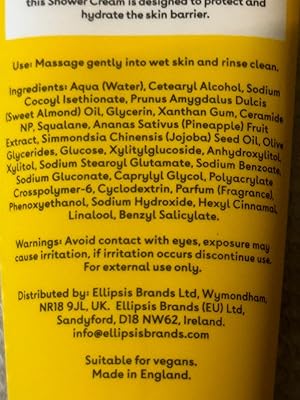 this Shower Cream is designed to protect and
hydrate the skin barrier.
Use: Massage gently into wet skin and rinse clean.
Ingredients: Aqua (Water), Cetearyl Alcohol, Sodium
Cocoyl Isethionate, Prunus Amygdalus Dulcis
(Sweet Almond) Oil, Glycerin, Xanthan Gum, Ceramide
NP, Squalane, Ananas Sativus (Pineapple) Fruit
Extract, Simmondsia Chinensis (Jojoba) Seed Oil, Olive
Glycerides, Glucose, Xylitylglucoside, Anhydroxylitol,
Xylitol, Sodium Stearoyl Glutamate, Sodium Benzoate,
Sodium Gluconate, Caprylyl Glycol, Polyacrylate
Crosspolymer-6, Cyclodextrin, Parfum (Fragrance),
Phenoxyethanol, Sodium Hydroxide, Hexyl Cinnamal,
Linalool, Benzyl Salicylate.
Warnings: Avoid contact with eyes, exposure may
cause irritation, if irritation occurs discontinue use.
For external use only.
Distributed by: Ellipsis Brands Ltd, Wymondham,
NR18 9JL, UK. Ellipsis Brands (EU) Ltd,
Sandyford, D18 NW62, Ireland.
info@ellipsisbrands.com
Suitable for vegans.
Made in England.